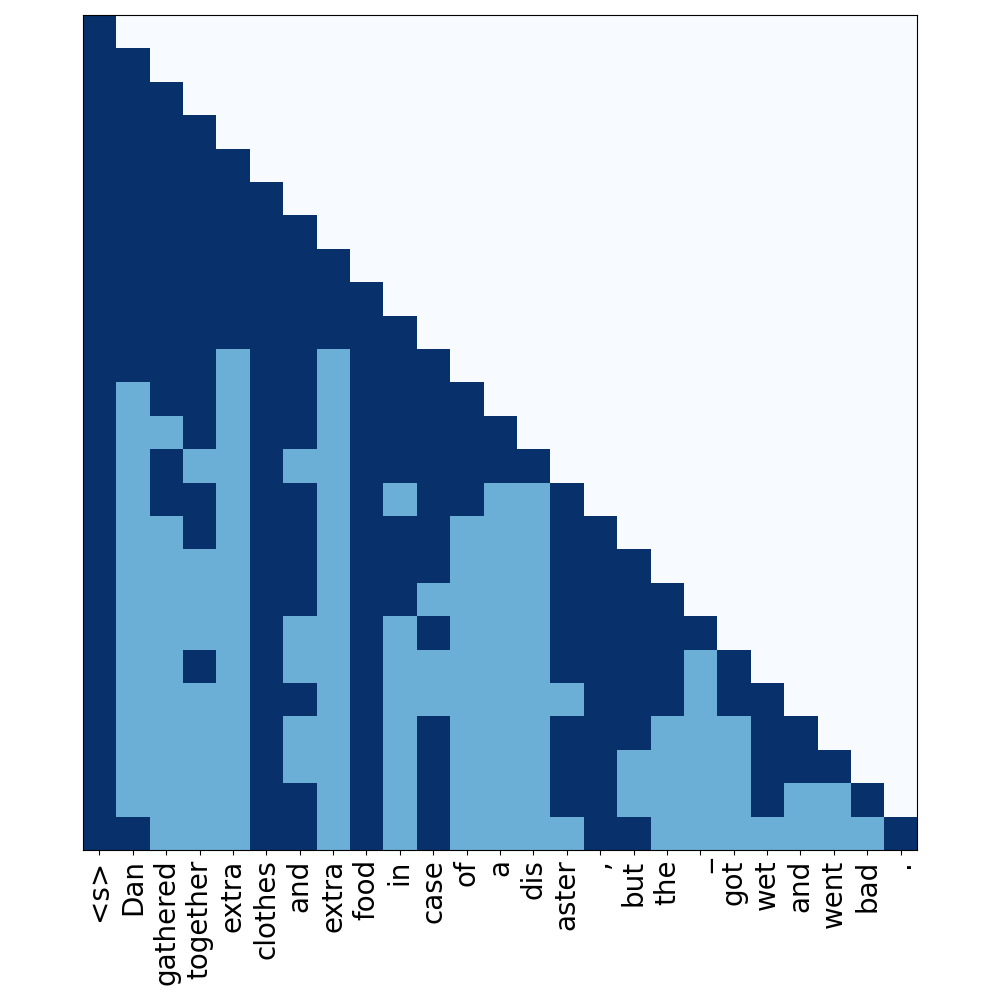 <s>
Dan
gathered
together
extra
clothes
and
extra
food
in
case
of
a
dis
aster
,
but
the
_
got
wet
and
went
bad
.